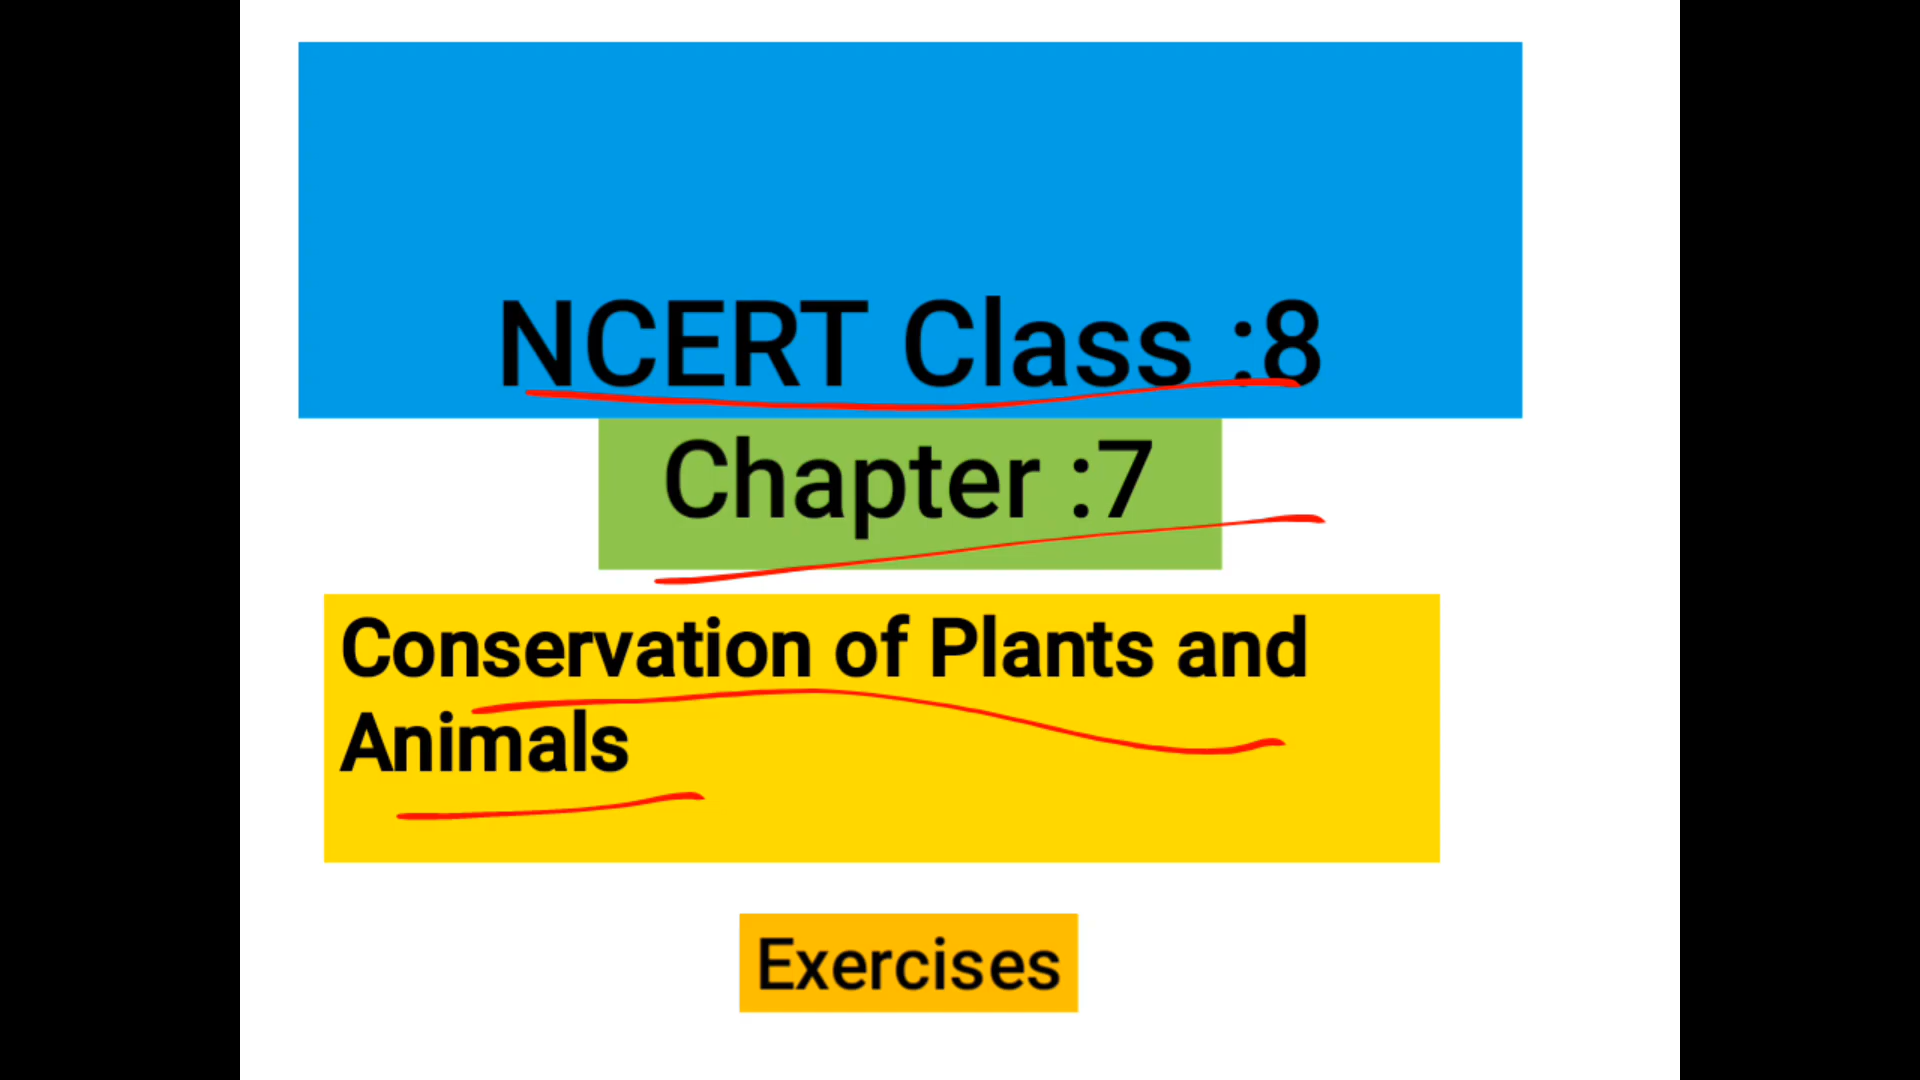 NCERT Class :8
Chapter :7
Conservation of Plants and
Animals
Exercises